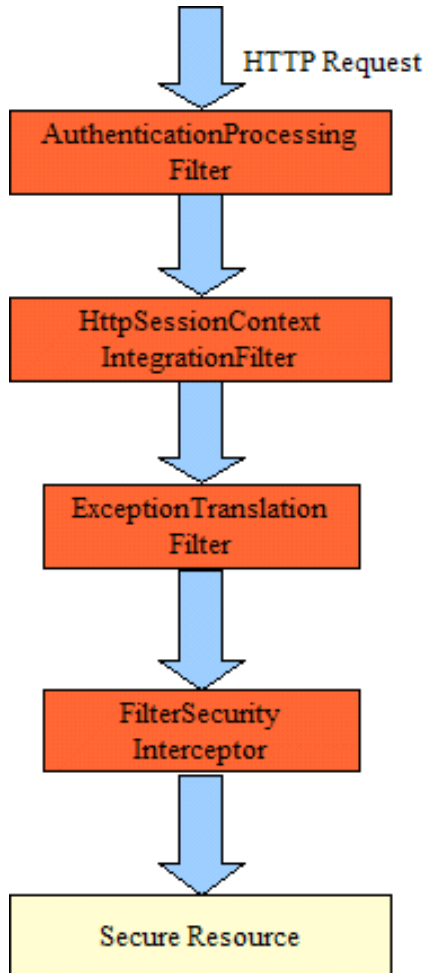 HTTP Request
AuthenticationProcessing
Filter
HttpSessionContext
IntegrationFilter
ExceptionTranslation
Filter
FilterSecurity
Interceptor
Secure Resource